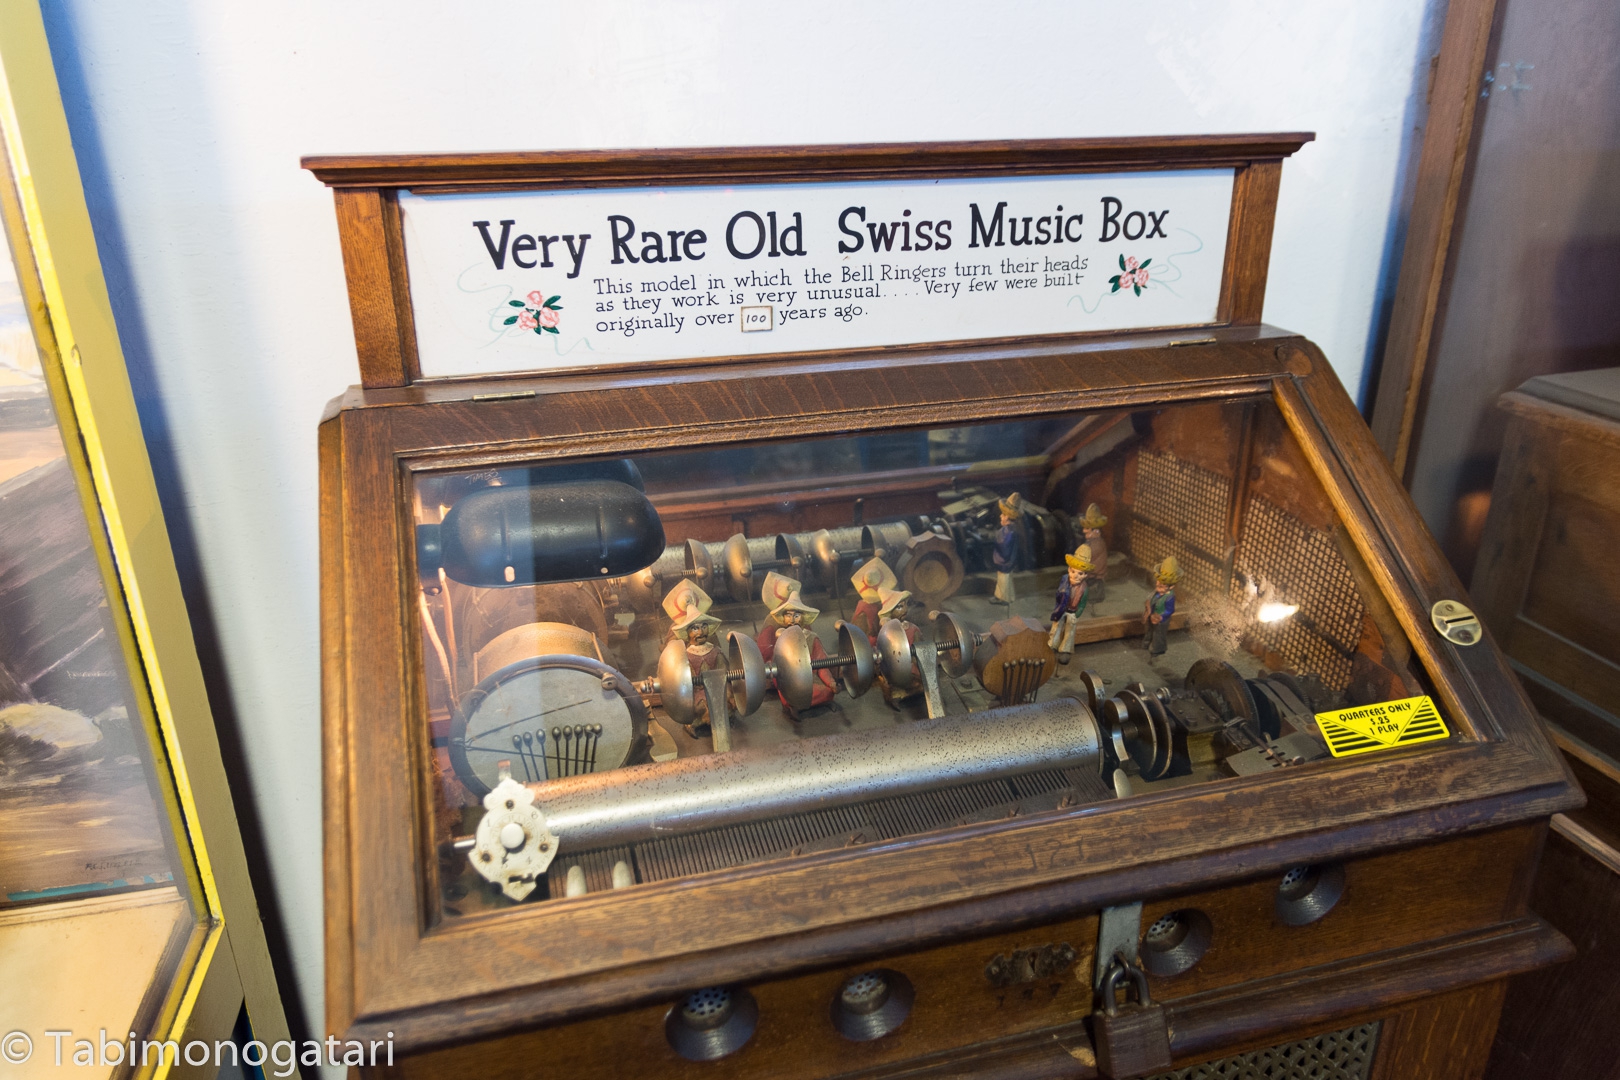 Very Rare Old Swiss Music Box
This model in which the Bell Ringers turn their heads
as they work is very unusual.... Very few were built
originally over 100 years ago.
QUARTERS ONLY
$.25
1 PLAY
© Tabimonogatari